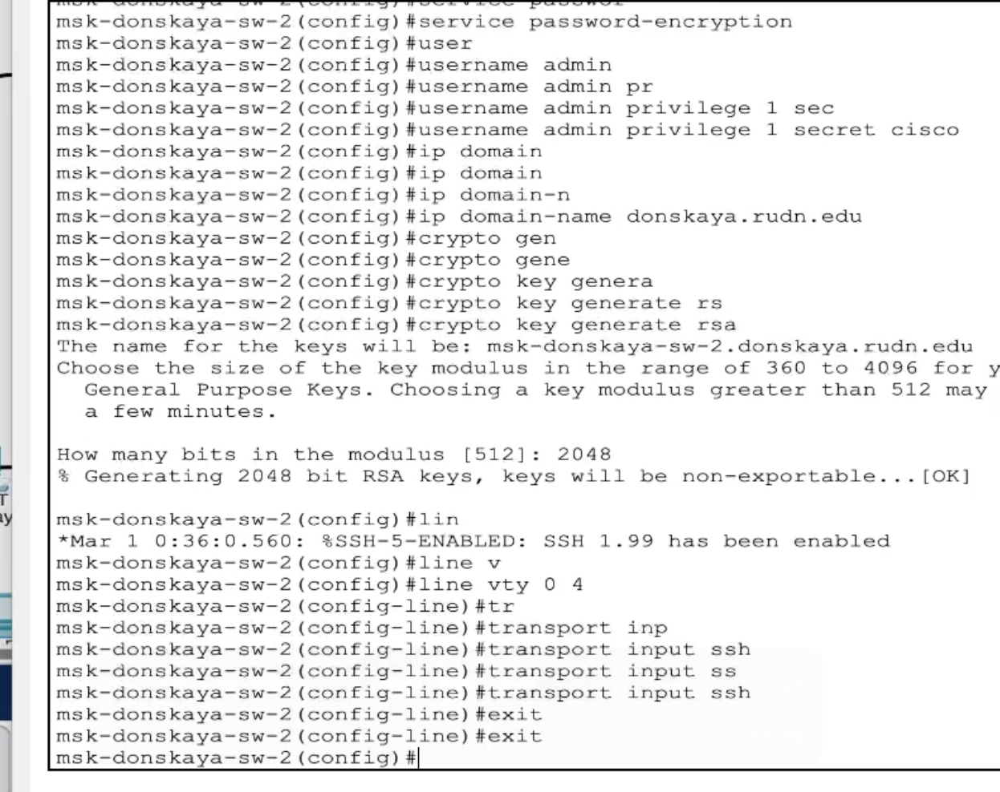 msk-donskaya-sw-2(config)#service passwor
msk-donskaya-sw-2(config)#service password-encryption
msk-donskaya-sw-2(config)#user
msk-donskaya-sw-2(config)#username admin
msk-donskaya-sw-2(config)#username admin pr
msk-donskaya-sw-2(config)#username admin privilege 1 sec
msk-donskaya-sw-2(config)#username admin privilege 1 secret cisco
msk-donskaya-sw-2(config)#ip domain
msk-donskaya-sw-2(config)#ip domain
msk-donskaya-sw-2(config)#ip domain-n
msk-donskaya-sw-2(config)#ip domain-name donskaya.rudn.edu
msk-donskaya-sw-2(config)#crypto gen
msk-donskaya-sw-2(config)#crypto gene
msk-donskaya-sw-2(config)#crypto key genera
msk-donskaya-sw-2(config)#crypto key generate rs
msk-donskaya-sw-2(config)#crypto key generate rsa
The name for the keys will be: msk-donskaya-sw-2.donskaya.rudn.edu
Choose the size of the key modulus in the range of 360 to 4096 for y
General Purpose Keys. Choosing a key modulus greater than 512 may
a few minutes.
How many bits in the modulus [512]: 2048
% Generating 2048 bit RSA keys, keys will be non-exportable...[OK]
msk-donskaya-sw-2(config)#lin
*Mar 1 0:36:0.560: %SSH-5-ENABLED: SSH 1.99 has been enabled
msk-donskaya-sw-2(config)#line v
msk-donskaya-sw-2(config)#line vty 0 4
msk-donskaya-sw-2(config-line)#tr
msk-donskaya-sw-2(config-line)#transport inp
msk-donskaya-sw-2(config-line)#transport input ssh
msk-donskaya-sw-2(config-line)#transport input ss
msk-donskaya-sw-2(config-line)#transport input ssh
msk-donskaya-sw-2(config-line)#exit
msk-donskaya-sw-2(config-line)#exit
msk-donskaya-sw-2(config)#